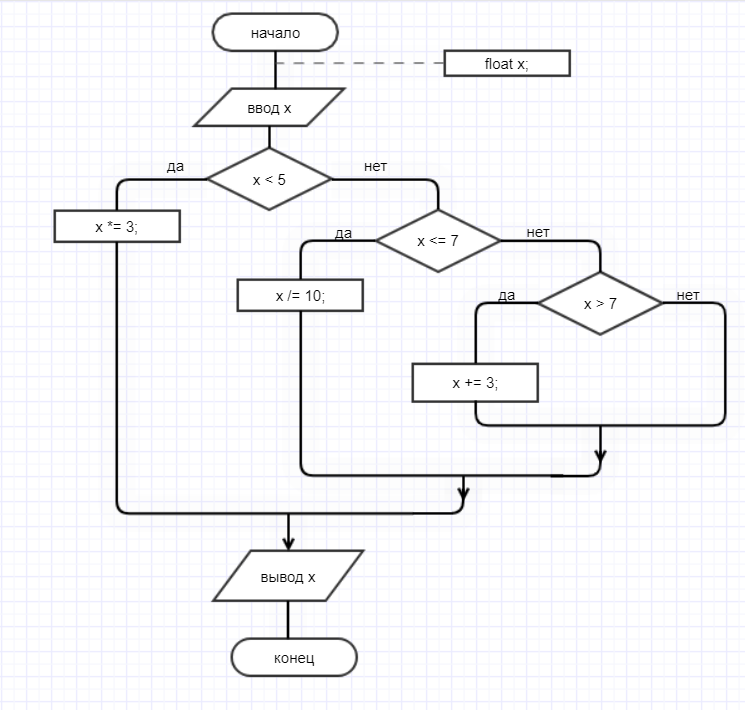 начало
float x;
ввод x
да
x < 5
нет
x *= 3;
да
x <= 7
нет
x /= 10;
да
x > 7
нет
x += 3;
вывод x
конец